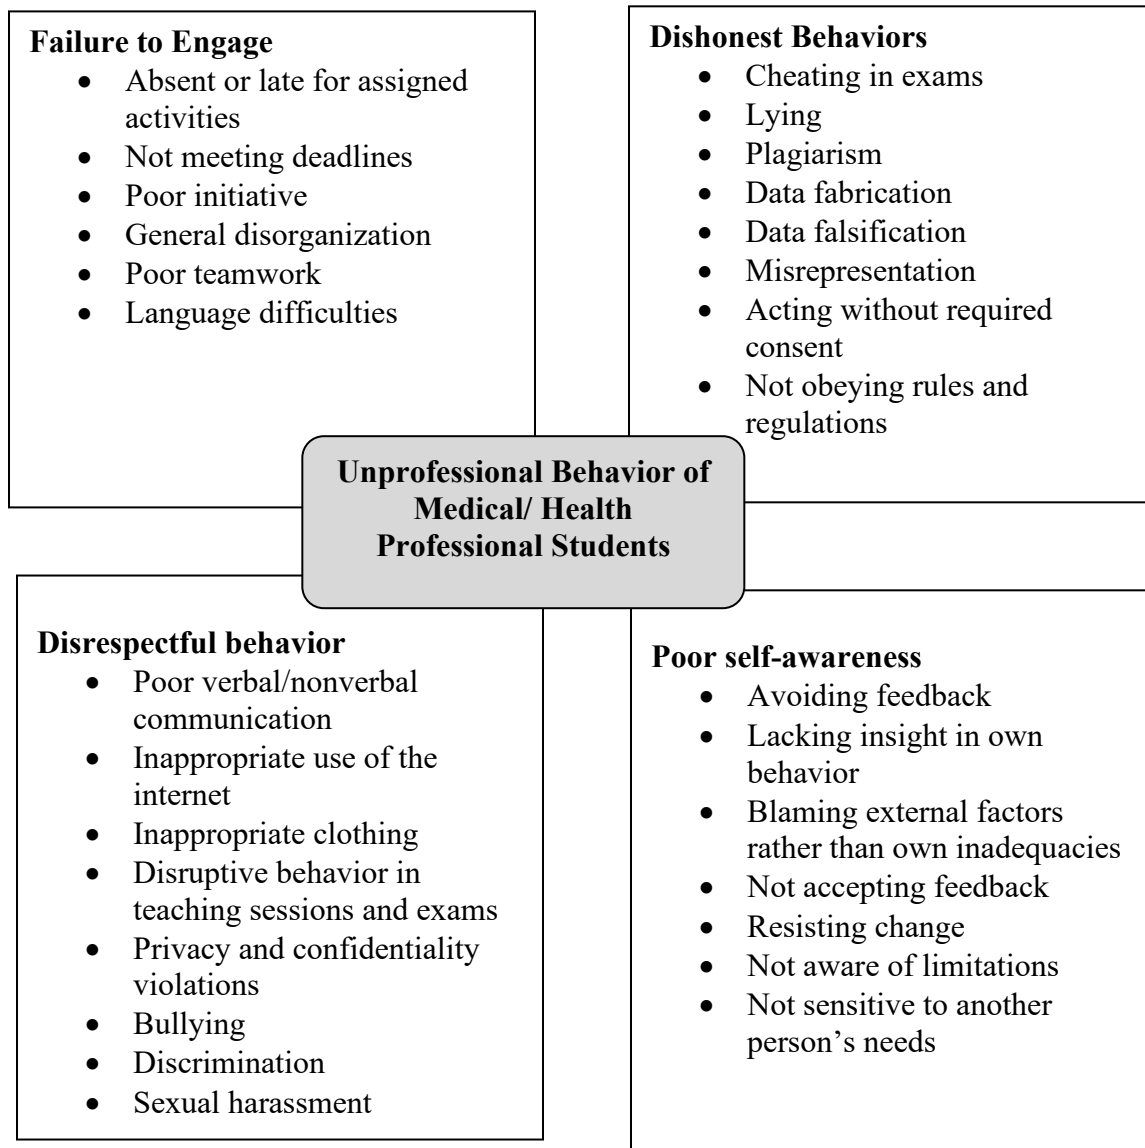 Failure to Engage
• Absent or late for assigned
activities
• Not meeting deadlines
• Poor initiative
• General disorganization
• Poor teamwork
• Language difficulties
Dishonest Behaviors
• Cheating in exams
• Lying
• Plagiarism
• Data fabrication
• Data falsification
• Misrepresentation
• Acting without required
consent
• Not obeying rules and
regulations
Unprofessional Behavior of
Medical/ Health
Professional Students
Disrespectful behavior
• Poor verbal/nonverbal
communication
• Inappropriate use of the
internet
• Inappropriate clothing
• Disruptive behavior in
teaching sessions and exams
• Privacy and confidentiality
violations
• Bullying
• Discrimination
• Sexual harassment
Poor self-awareness
• Avoiding feedback
• Lacking insight in own
behavior
• Blaming external factors
rather than own inadequacies
• Not accepting feedback
• Resisting change
• Not aware of limitations
• Not sensitive to another
person’s needs